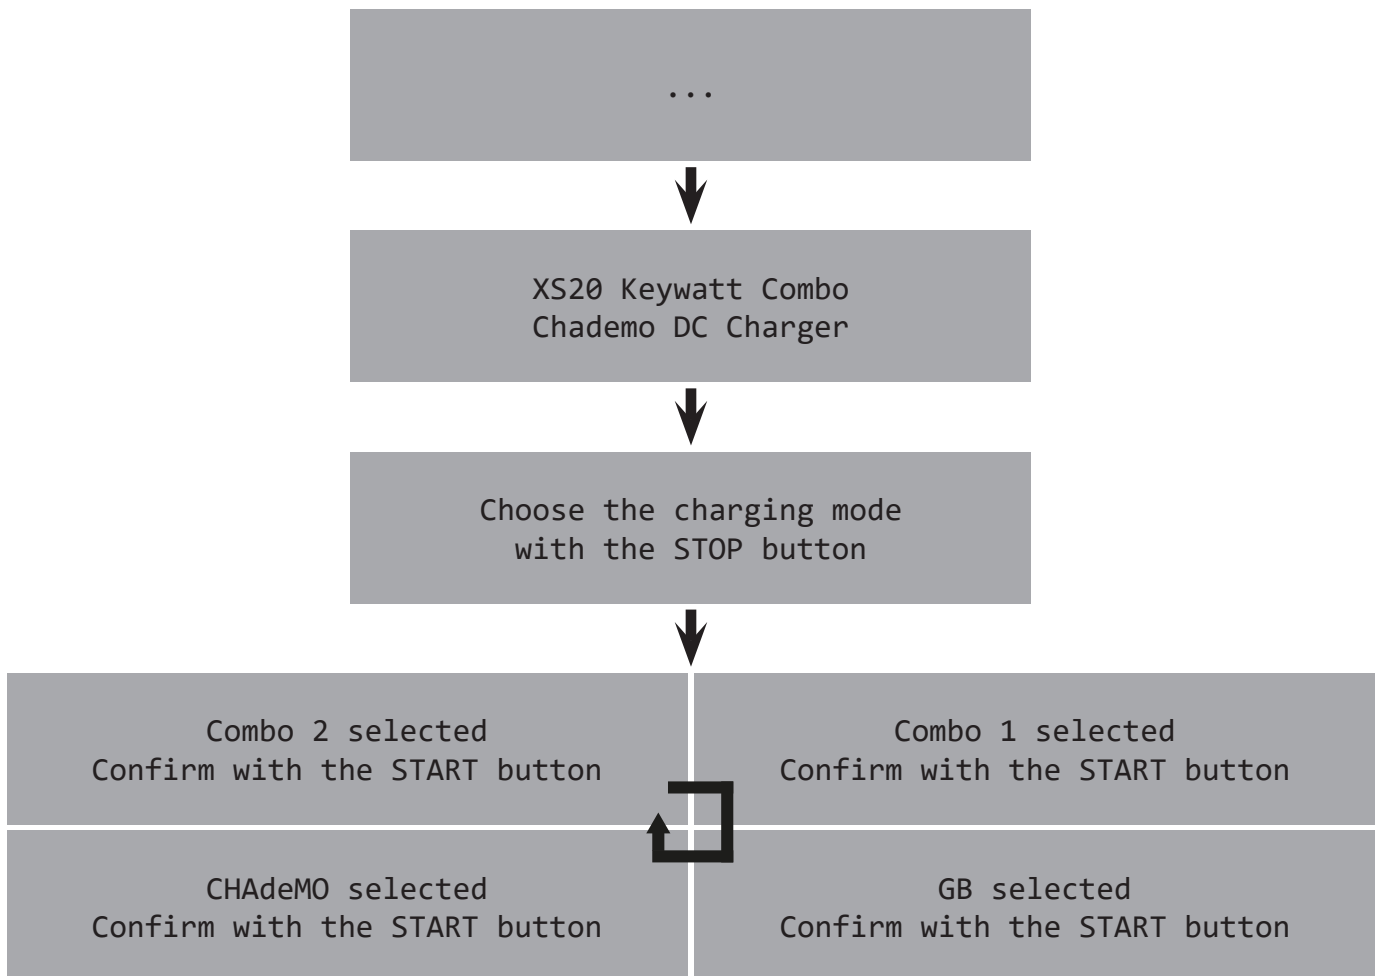 ...
XS20 Keywatt Combo
Chademo DC Charger
Choose the charging mode
with the STOP button
Combo 2 selected
Confirm with the START button
Combo 1 selected
Confirm with the START button
CHAdeMO selected
Confirm with the START button
GB selected
Confirm with the START button